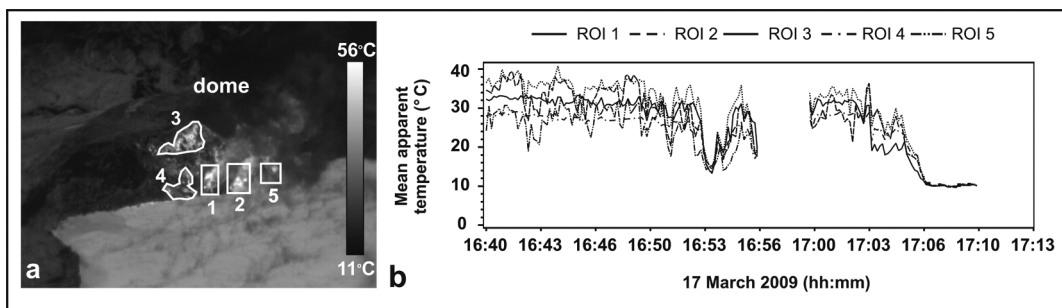 56°C
dome
3
4
1
2
5
11°C
a
ROI 1 ROI 2 ROI 3 ROI 4 ROI 5
Mean apparent
temperature (°C)
40
30
20
10
0
16:40 16:43 16:46 16:50 16:53 16:56 17:00 17:03 17:06 17:10 17:13
b
17 March 2009 (hh:mm)